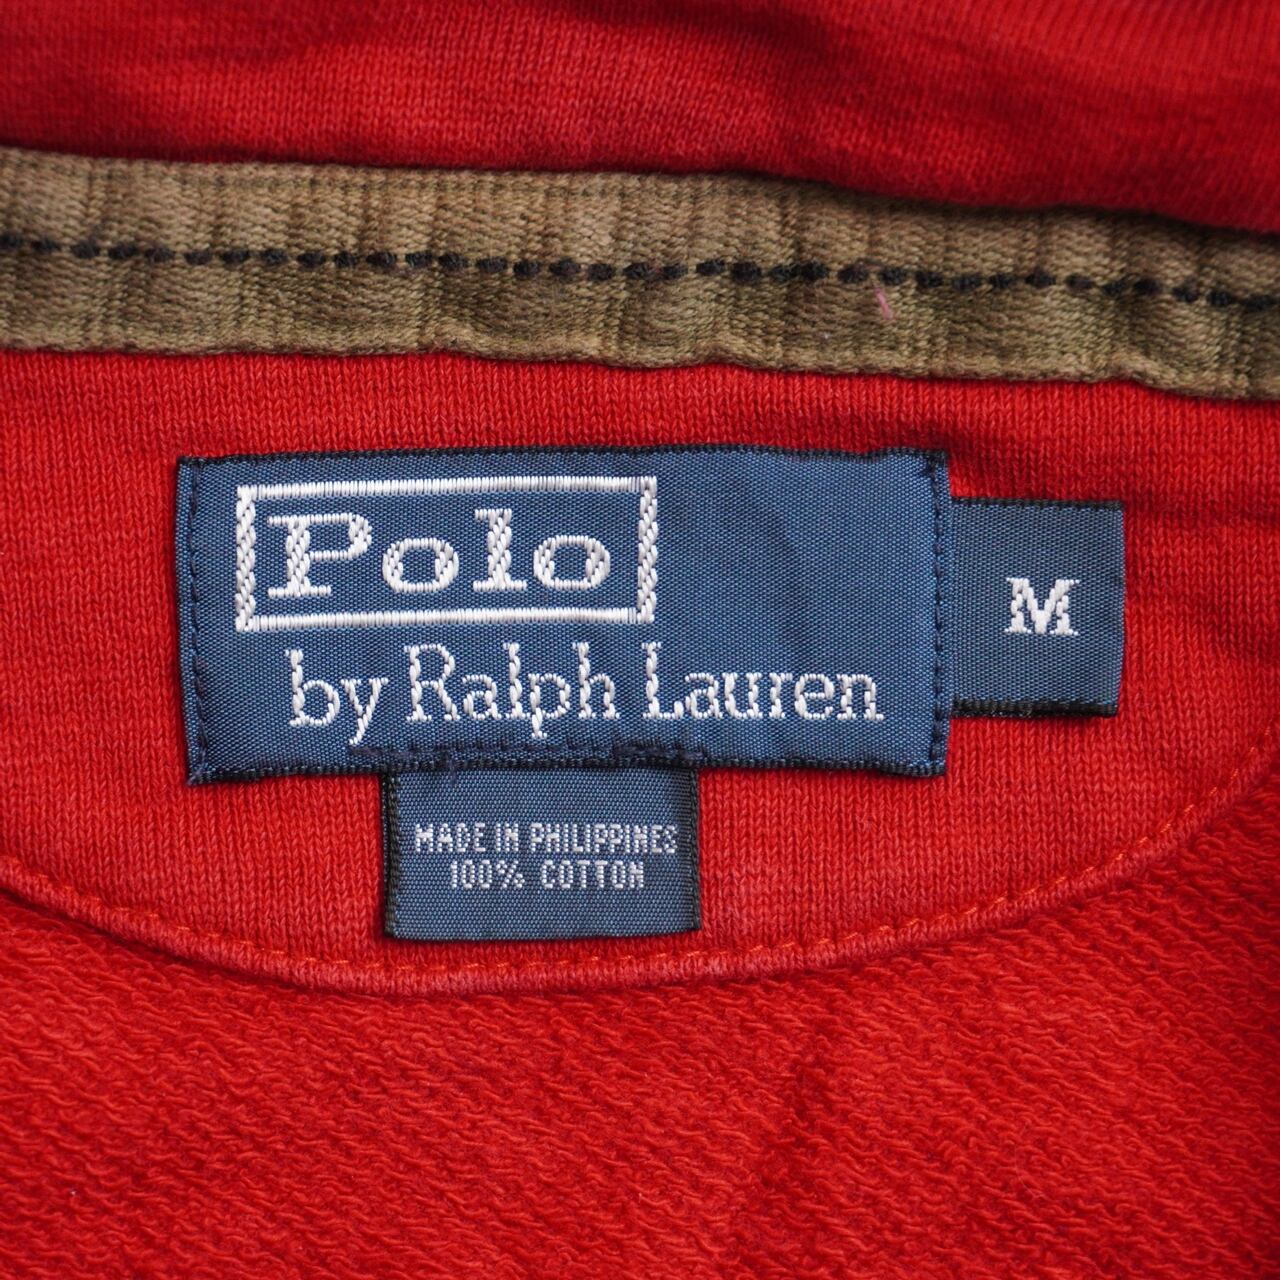 Polo
by Ralph Lauren
M
MADE IN PHILIPPINES
100% COTTON